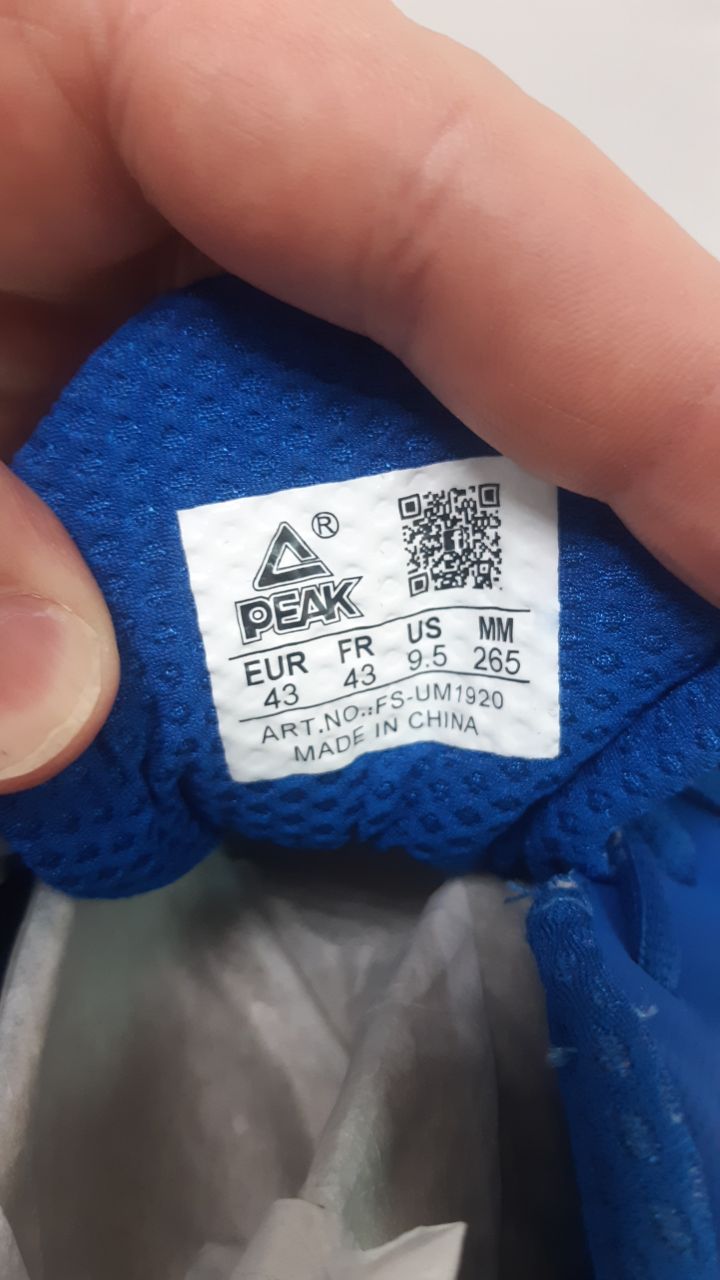 ®
PEAK
EUR FR US MM
43 43 9.5 265
ART.NO.:FS-UM1920
MADE IN CHINA